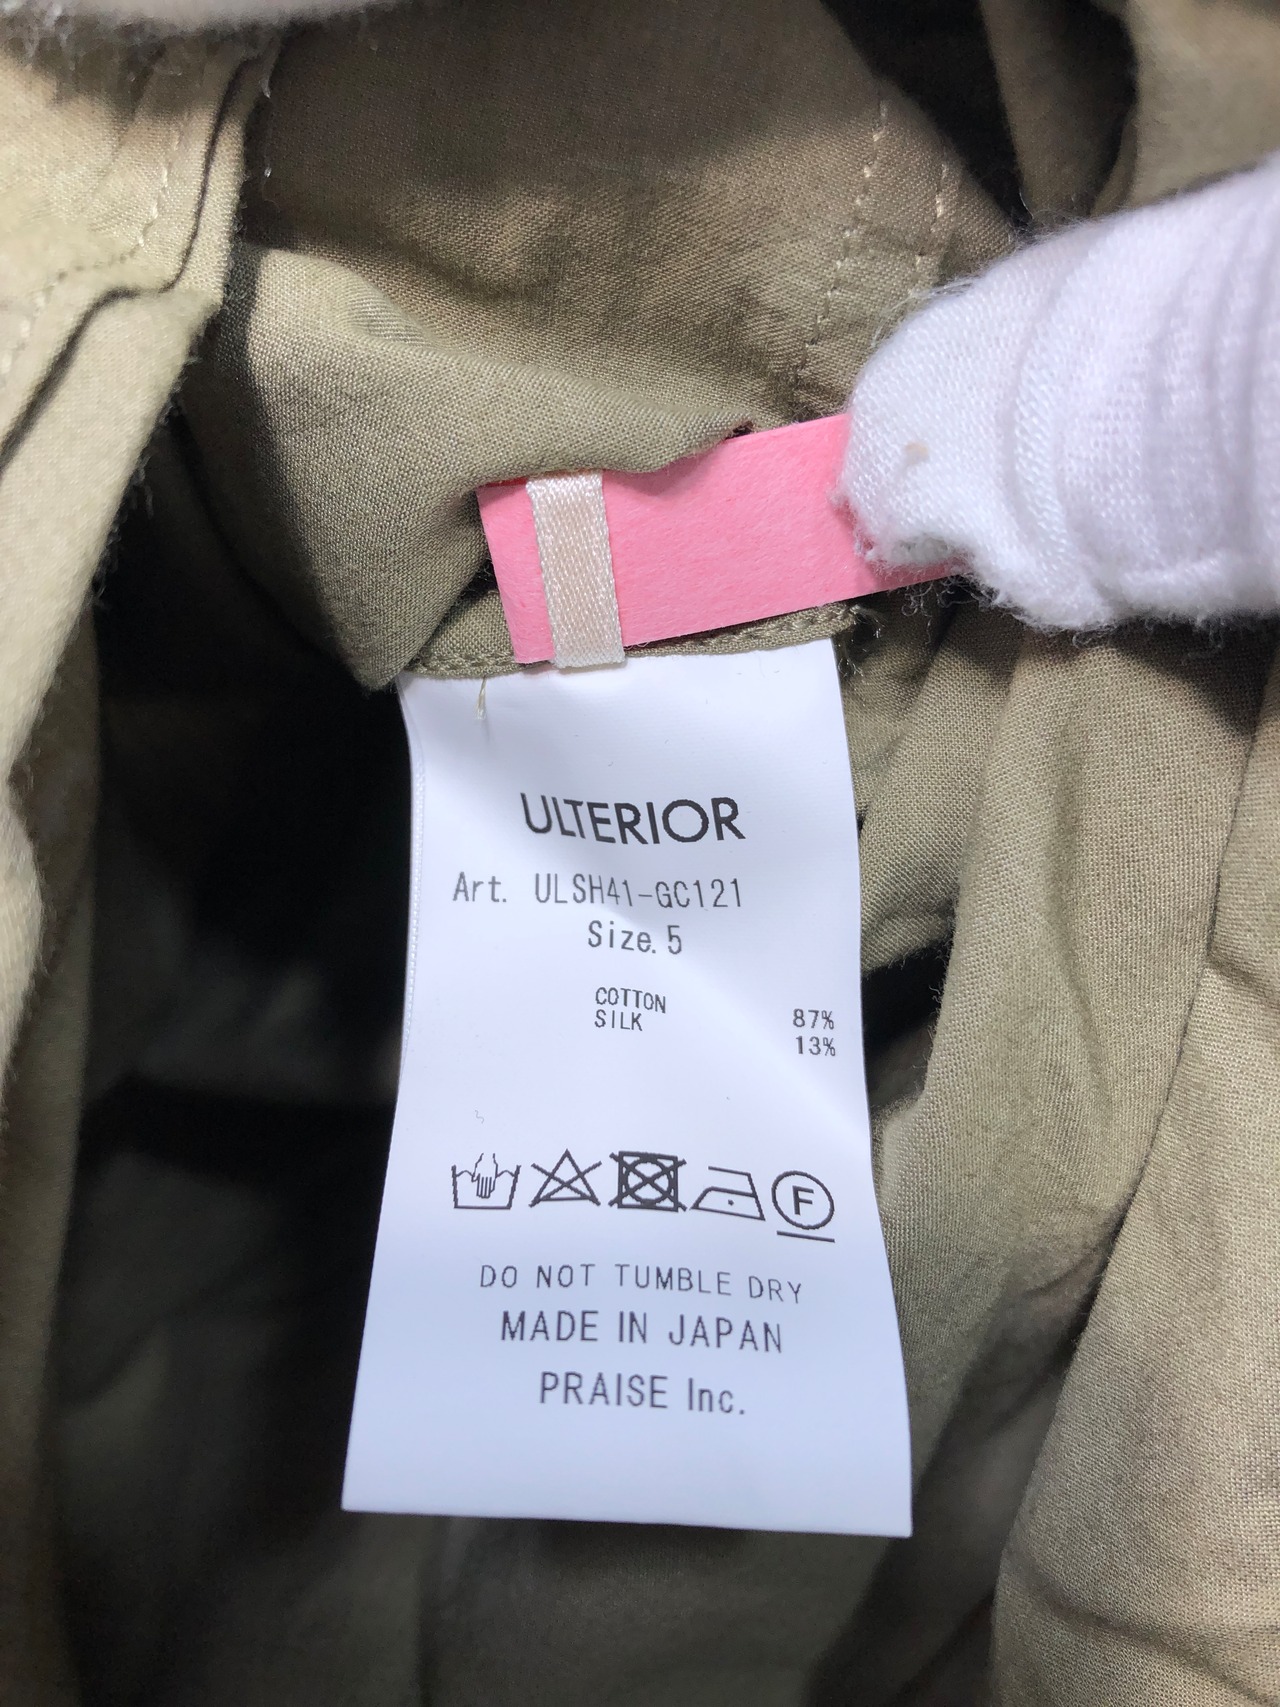 ULTERIOR
Art. ULSH41-GC121
Size. 5
COTTON 87%
SILK 13%
F
DO NOT TUMBLE DRY
MADE IN JAPAN
PRAISE Inc.